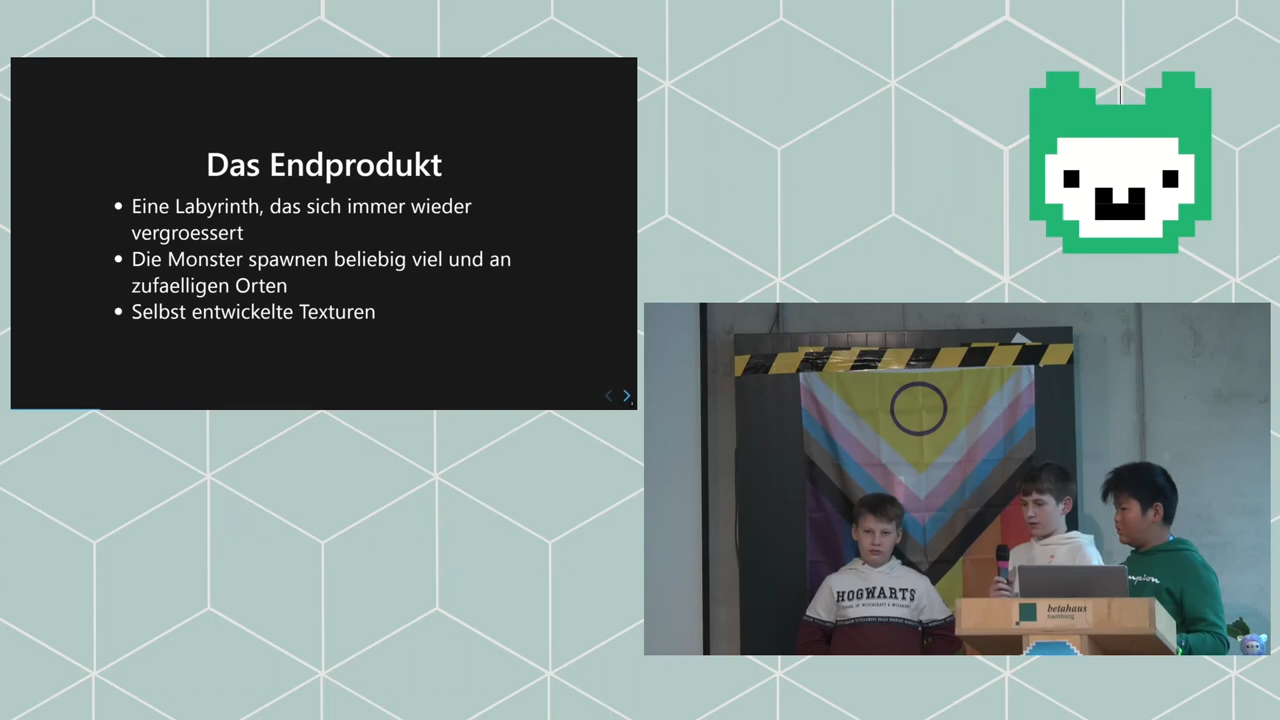 Das Endprodukt
Eine Labyrinth, das sich immer wieder
vergroessert
Die Monster spawnen beliebig viel und an
zufaelligen Orten
Selbst entwickelte Texturen
HOGWARTS
mpion
betahaus
hamburg